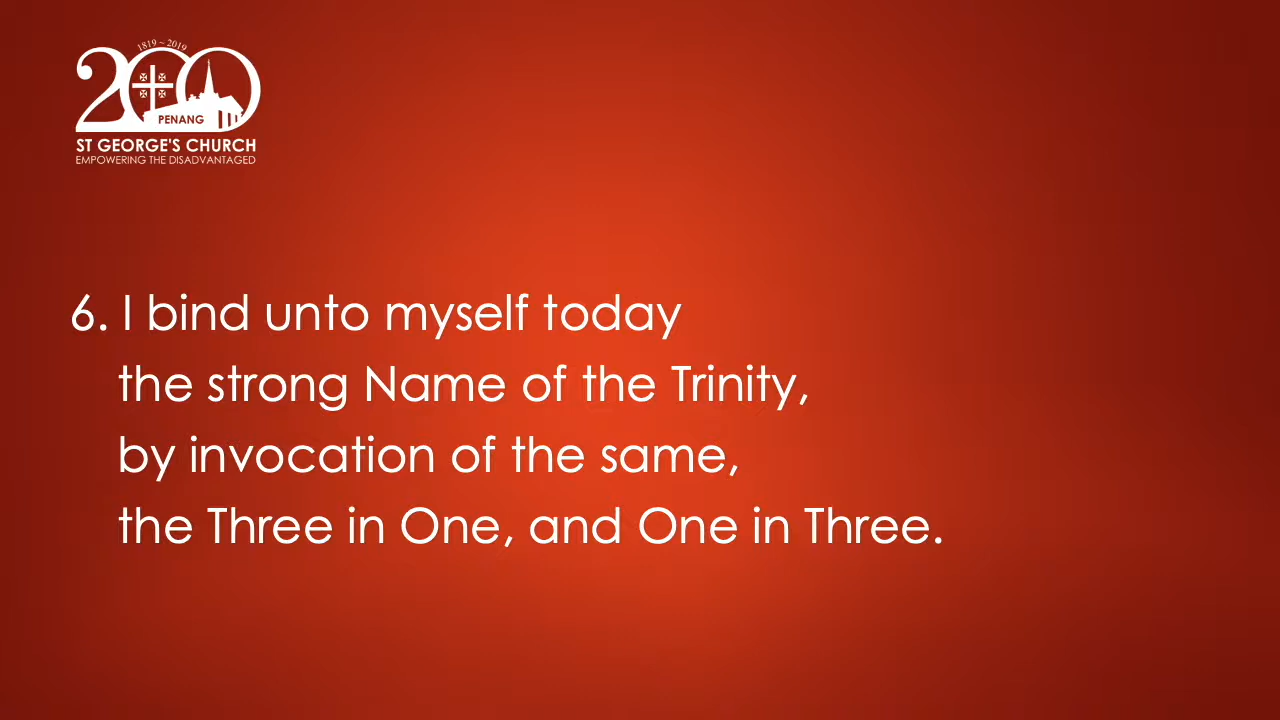 1819 ~ 2019
200
PENANG
ST GEORGE'S CHURCH
EMPOWERING THE DISADVANTAGED
6. I bind unto myself today
the strong Name of the Trinity,
by invocation of the same,
the Three in One, and One in Three.